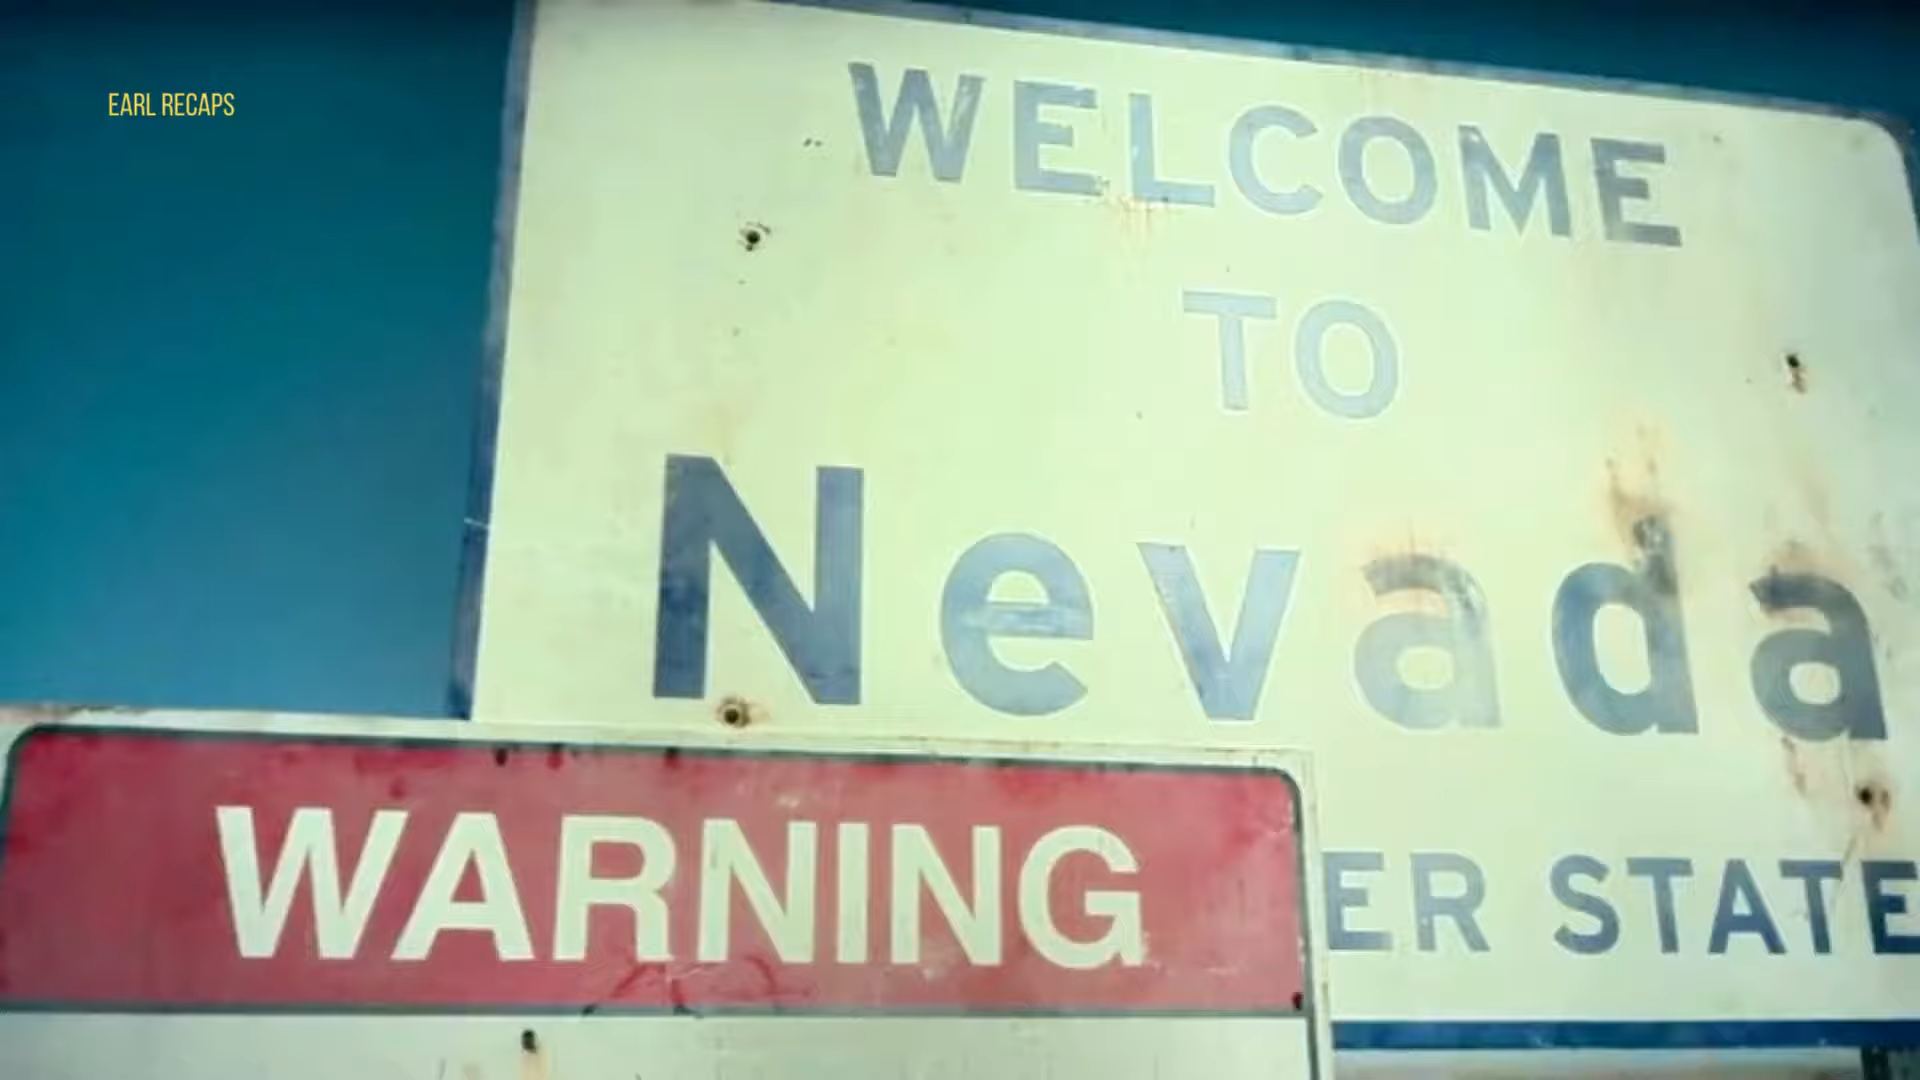 EARL RECAPS
WELCOME
TO
Nevada
ER STATE
WARNING